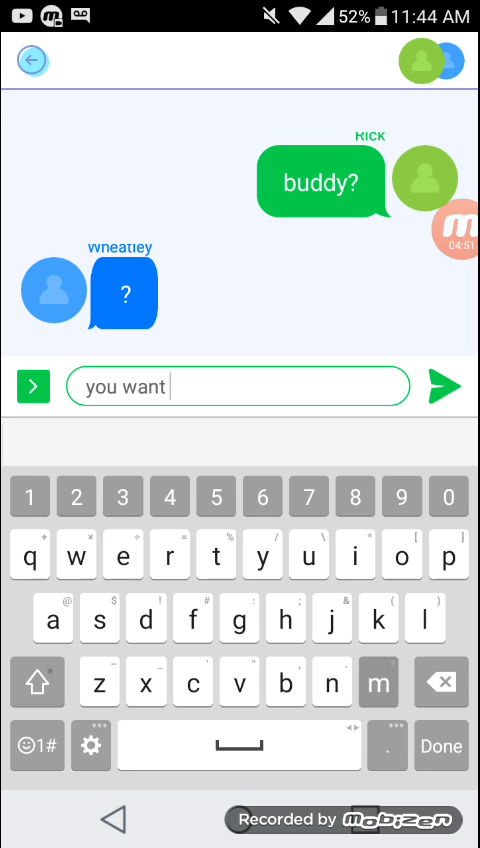 52% 11:44 AM
RICK
buddy?
04:51
Wheatley
?
you want
1 2 3 4 5 6 7 8 9 0
+ × ÷ = % / \ * [ ]
q w e r t y u i o p
@ $ ! # : ; & ( )
a s d f g h j k l
z x c v b n m
1# . Done
Recorded by Mobizen